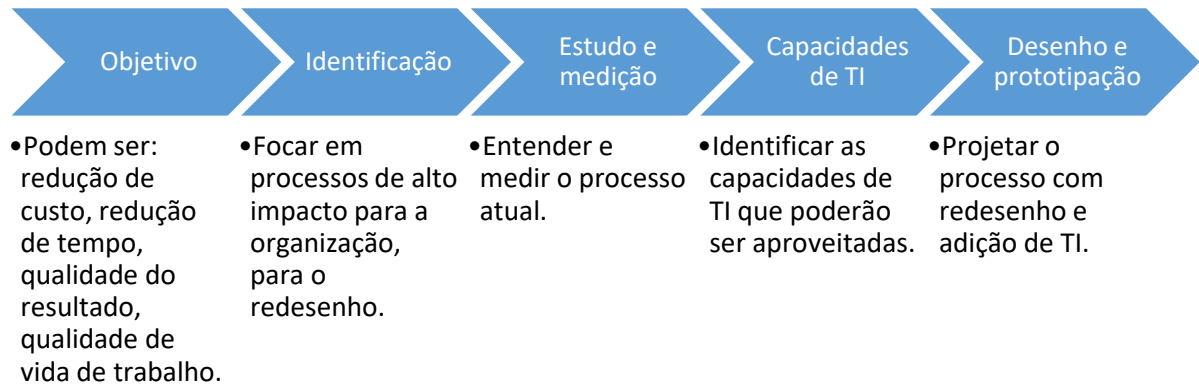 Objetivo
Identificação
Estudo e
medição
Capacidades
de TI
Desenho e
prototipação
•Podem ser:
redução de
custo, redução
de tempo,
qualidade do
resultado,
qualidade de
vida de trabalho.
•Focar em
processos de alto
impacto para a
organização,
para o
redesenho.
•Entender e
medir o processo
atual.
•Identificar as
capacidades de
TI que poderão
ser aproveitadas.
•Projetar o
processo com
redesenho e
adição de TI.